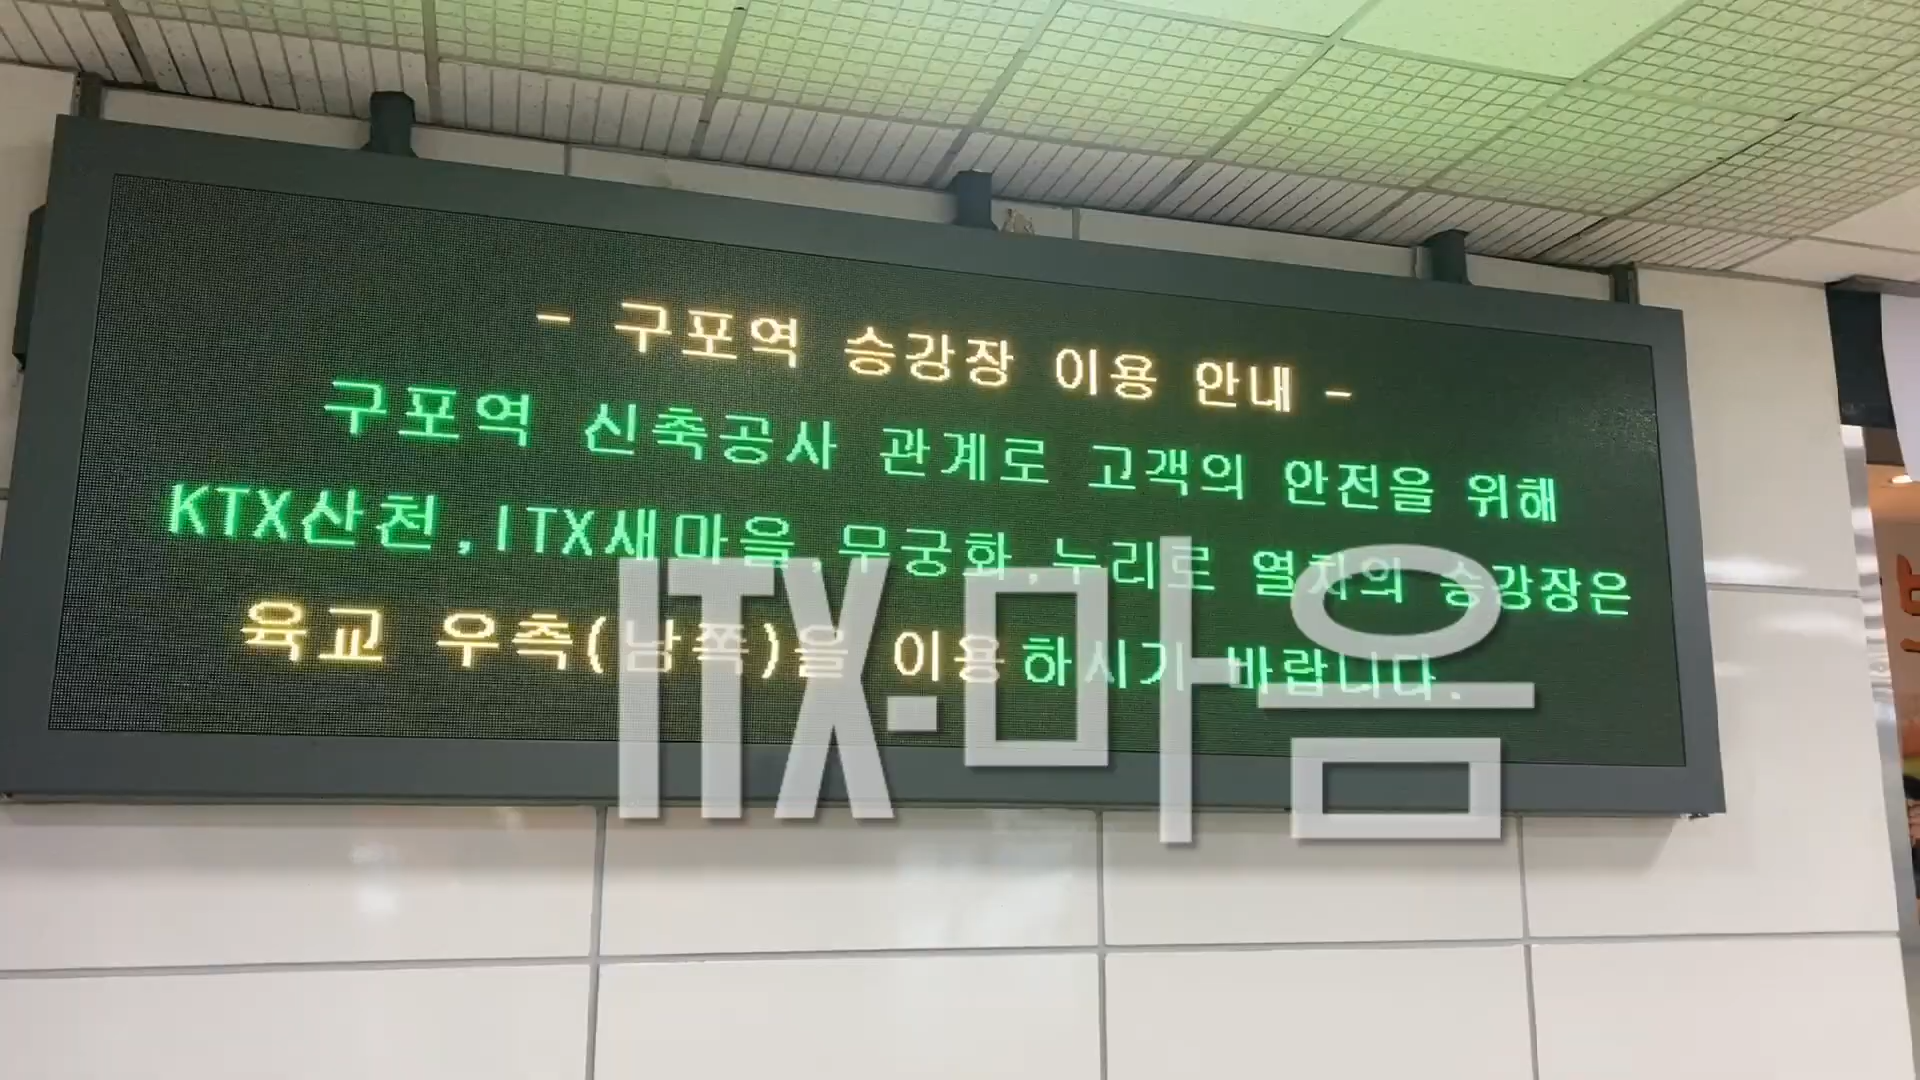 - 구포역 승강장 이용 안내 -
구포역 신축공사 관계로 고객의 안전을 위해
KTX산천,ITX새마을,무궁화,누리로 열차의 승강장은
육교 우측(남쪽)을 이용하시기 바랍니다.
ITX-마음